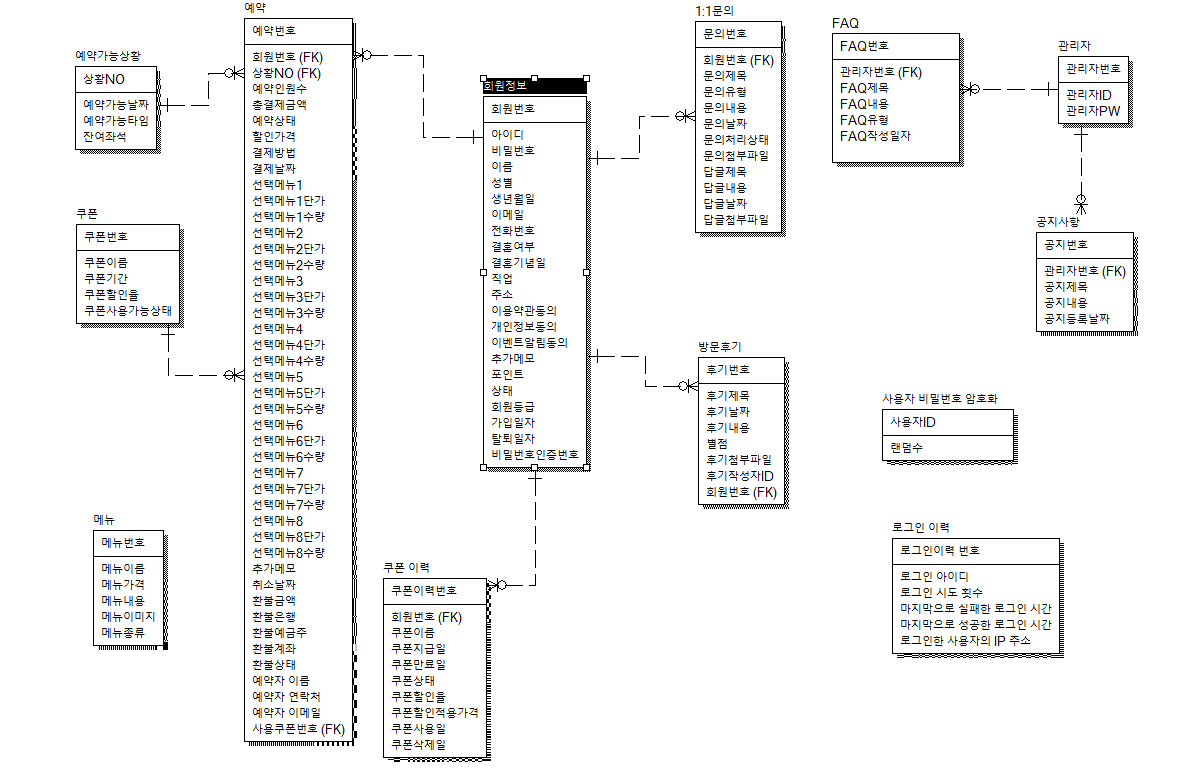 예약가능상황
상황NO
예약가능날짜
예약가능타임
잔여좌석
쿠폰
쿠폰번호
쿠폰이름
쿠폰기간
쿠폰할인율
쿠폰사용가능상태
메뉴
메뉴번호
메뉴이름
메뉴가격
메뉴내용
메뉴이미지
메뉴종류
예약
예약번호
회원번호 (FK)
상황NO (FK)
예약인원수
총결제금액
예약상태
할인가격
결제방법
결제날짜
선택메뉴1
선택메뉴1단가
선택메뉴1수량
선택메뉴2
선택메뉴2단가
선택메뉴2수량
선택메뉴3
선택메뉴3단가
선택메뉴3수량
선택메뉴4
선택메뉴4단가
선택메뉴4수량
선택메뉴5
선택메뉴5단가
선택메뉴5수량
선택메뉴6
선택메뉴6단가
선택메뉴6수량
선택메뉴7
선택메뉴7단가
선택메뉴7수량
선택메뉴8
선택메뉴8단가
선택메뉴8수량
추가메모
취소날짜
환불금액
환불은행
환불예금주
환불계좌
환불상태
예약자 이름
예약자 연락처
예약자 이메일
사용쿠폰번호 (FK)
회원정보
회원번호
아이디
비밀번호
이름
성별
생년월일
이메일
전화번호
결혼여부
결혼기념일
직업
주소
이용약관동의
개인정보동의
이벤트알림동의
추가메모
포인트
상태
회원등급
가입일자
탈퇴일자
비밀번호인증번호
쿠폰 이력
쿠폰이력번호
회원번호 (FK)
쿠폰이름
쿠폰지급일
쿠폰만료일
쿠폰상태
쿠폰할인율
쿠폰할인적용가격
쿠폰사용일
쿠폰삭제일
1:1문의
문의번호
회원번호 (FK)
문의제목
문의유형
문의내용
문의날짜
문의처리상태
문의첨부파일
답글제목
답글내용
답글날짜
답글첨부파일
방문후기
후기번호
후기제목
후기날짜
후기내용
별점
후기첨부파일
후기작성자ID
회원번호 (FK)
FAQ
FAQ번호
관리자번호 (FK)
FAQ제목
FAQ내용
FAQ유형
FAQ작성일자
관리자
관리자번호
관리자ID
관리자PW
공지사항
공지번호
관리자번호 (FK)
공지제목
공지내용
공지등록날짜
사용자 비밀번호 암호화
사용자ID
랜덤수
로그인 이력
로그인이력 번호
로그인 아이디
로그인 시도 횟수
마지막으로 실패한 로그인 시간
마지막으로 성공한 로그인 시간
로그인한 사용자의 IP 주소